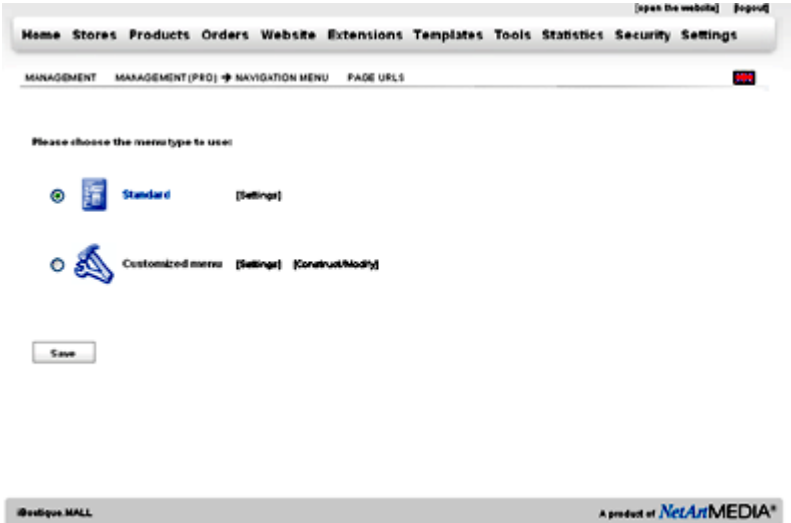 [open the website] [logout]
Home Stores Products Orders Website Extensions Templates Tools Statistics Security Settings
MANAGEMENT MANAGEMENT (PRO) NAVIGATION MENU PAGE URLS
Please choose the menu type to use:
Standard [Settings]
Customized menu [Settings] [Construct/Modify]
Save
iBoutique.MALL A product of NetArtMEDIA®